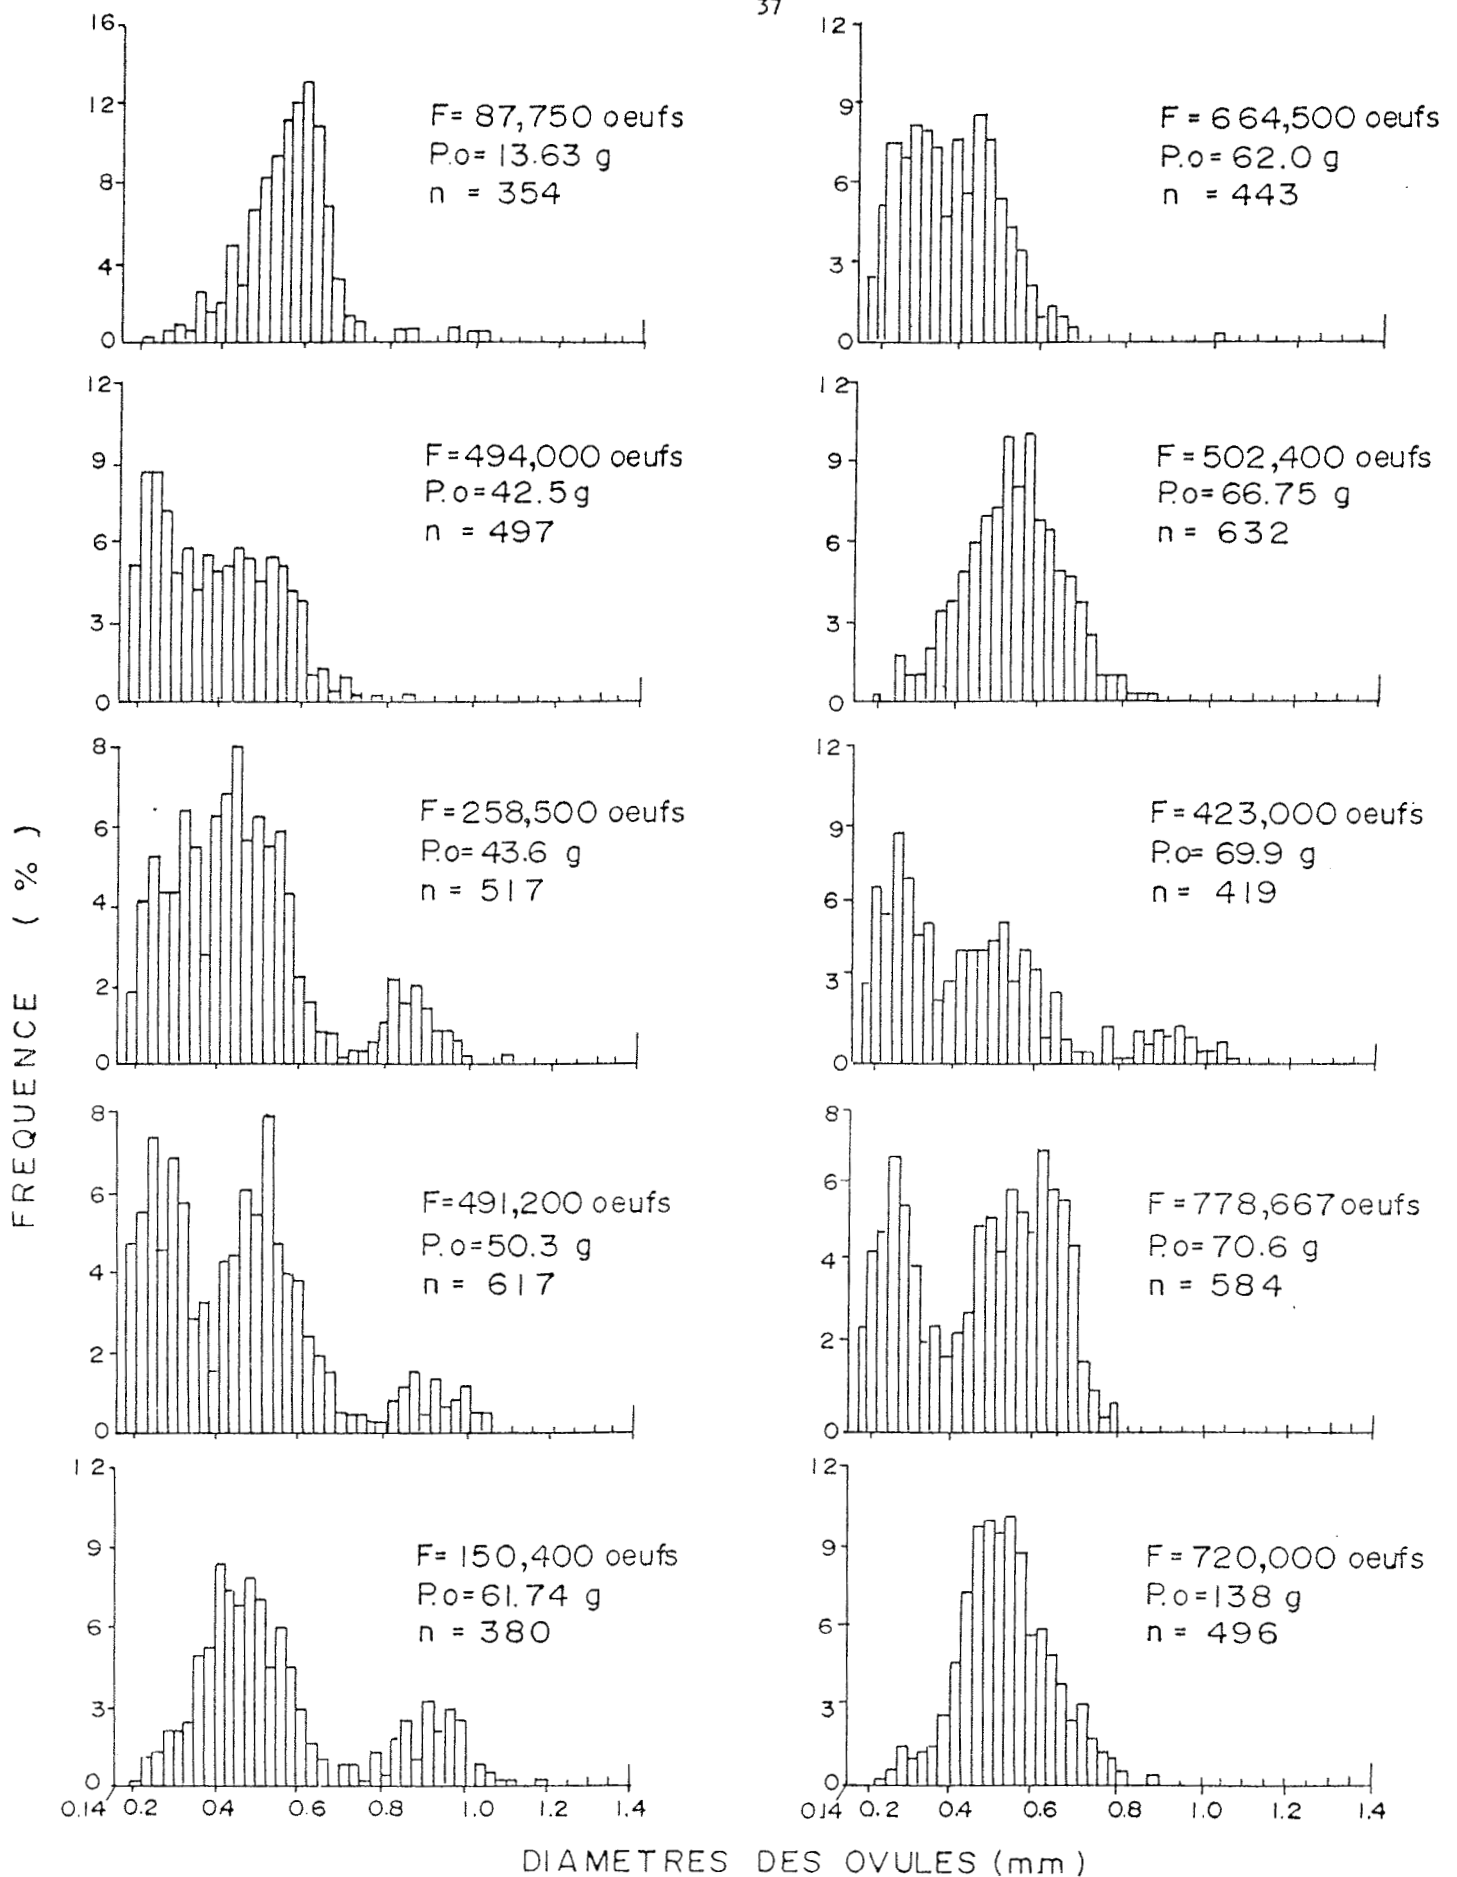 37
16
12
8
4
0
F= 87,750 oeufs
P.o= 13.63 g
n = 354
12
9
6
3
0
F = 664,500 oeufs
P.o= 62.0 g
n = 443
12
9
6
3
0
F=494,000 oeufs
P.o=42.5 g
n = 497
12
9
6
3
0
F = 502,400 oeufs
P.o= 66.75 g
n = 632
8
6
4
2
0
F=258,500 oeufs
P.o= 43.6 g
n = 517
12
9
6
3
0
F= 423,000 oeufs
P.o= 69.9 g
n = 419
8
6
4
2
0
F=491,200 oeufs
P.o=50.3 g
n = 617
8
6
4
2
0
F = 778,667 oeufs
P.o= 70.6 g
n = 584
12
9
6
3
0
F= 150,400 oeufs
P.o=61.74 g
n = 380
0.14 0.2 0.4 0.6 0.8 1.0 1.2 1.4
12
9
6
3
0
F = 720,000 oeufs
P.o =138 g
n = 496
0.14 0.2 0.4 0.6 0.8 1.0 1.2 1.4
FREQUENCE ( % )
DIAMETRES DES OVULES (mm)